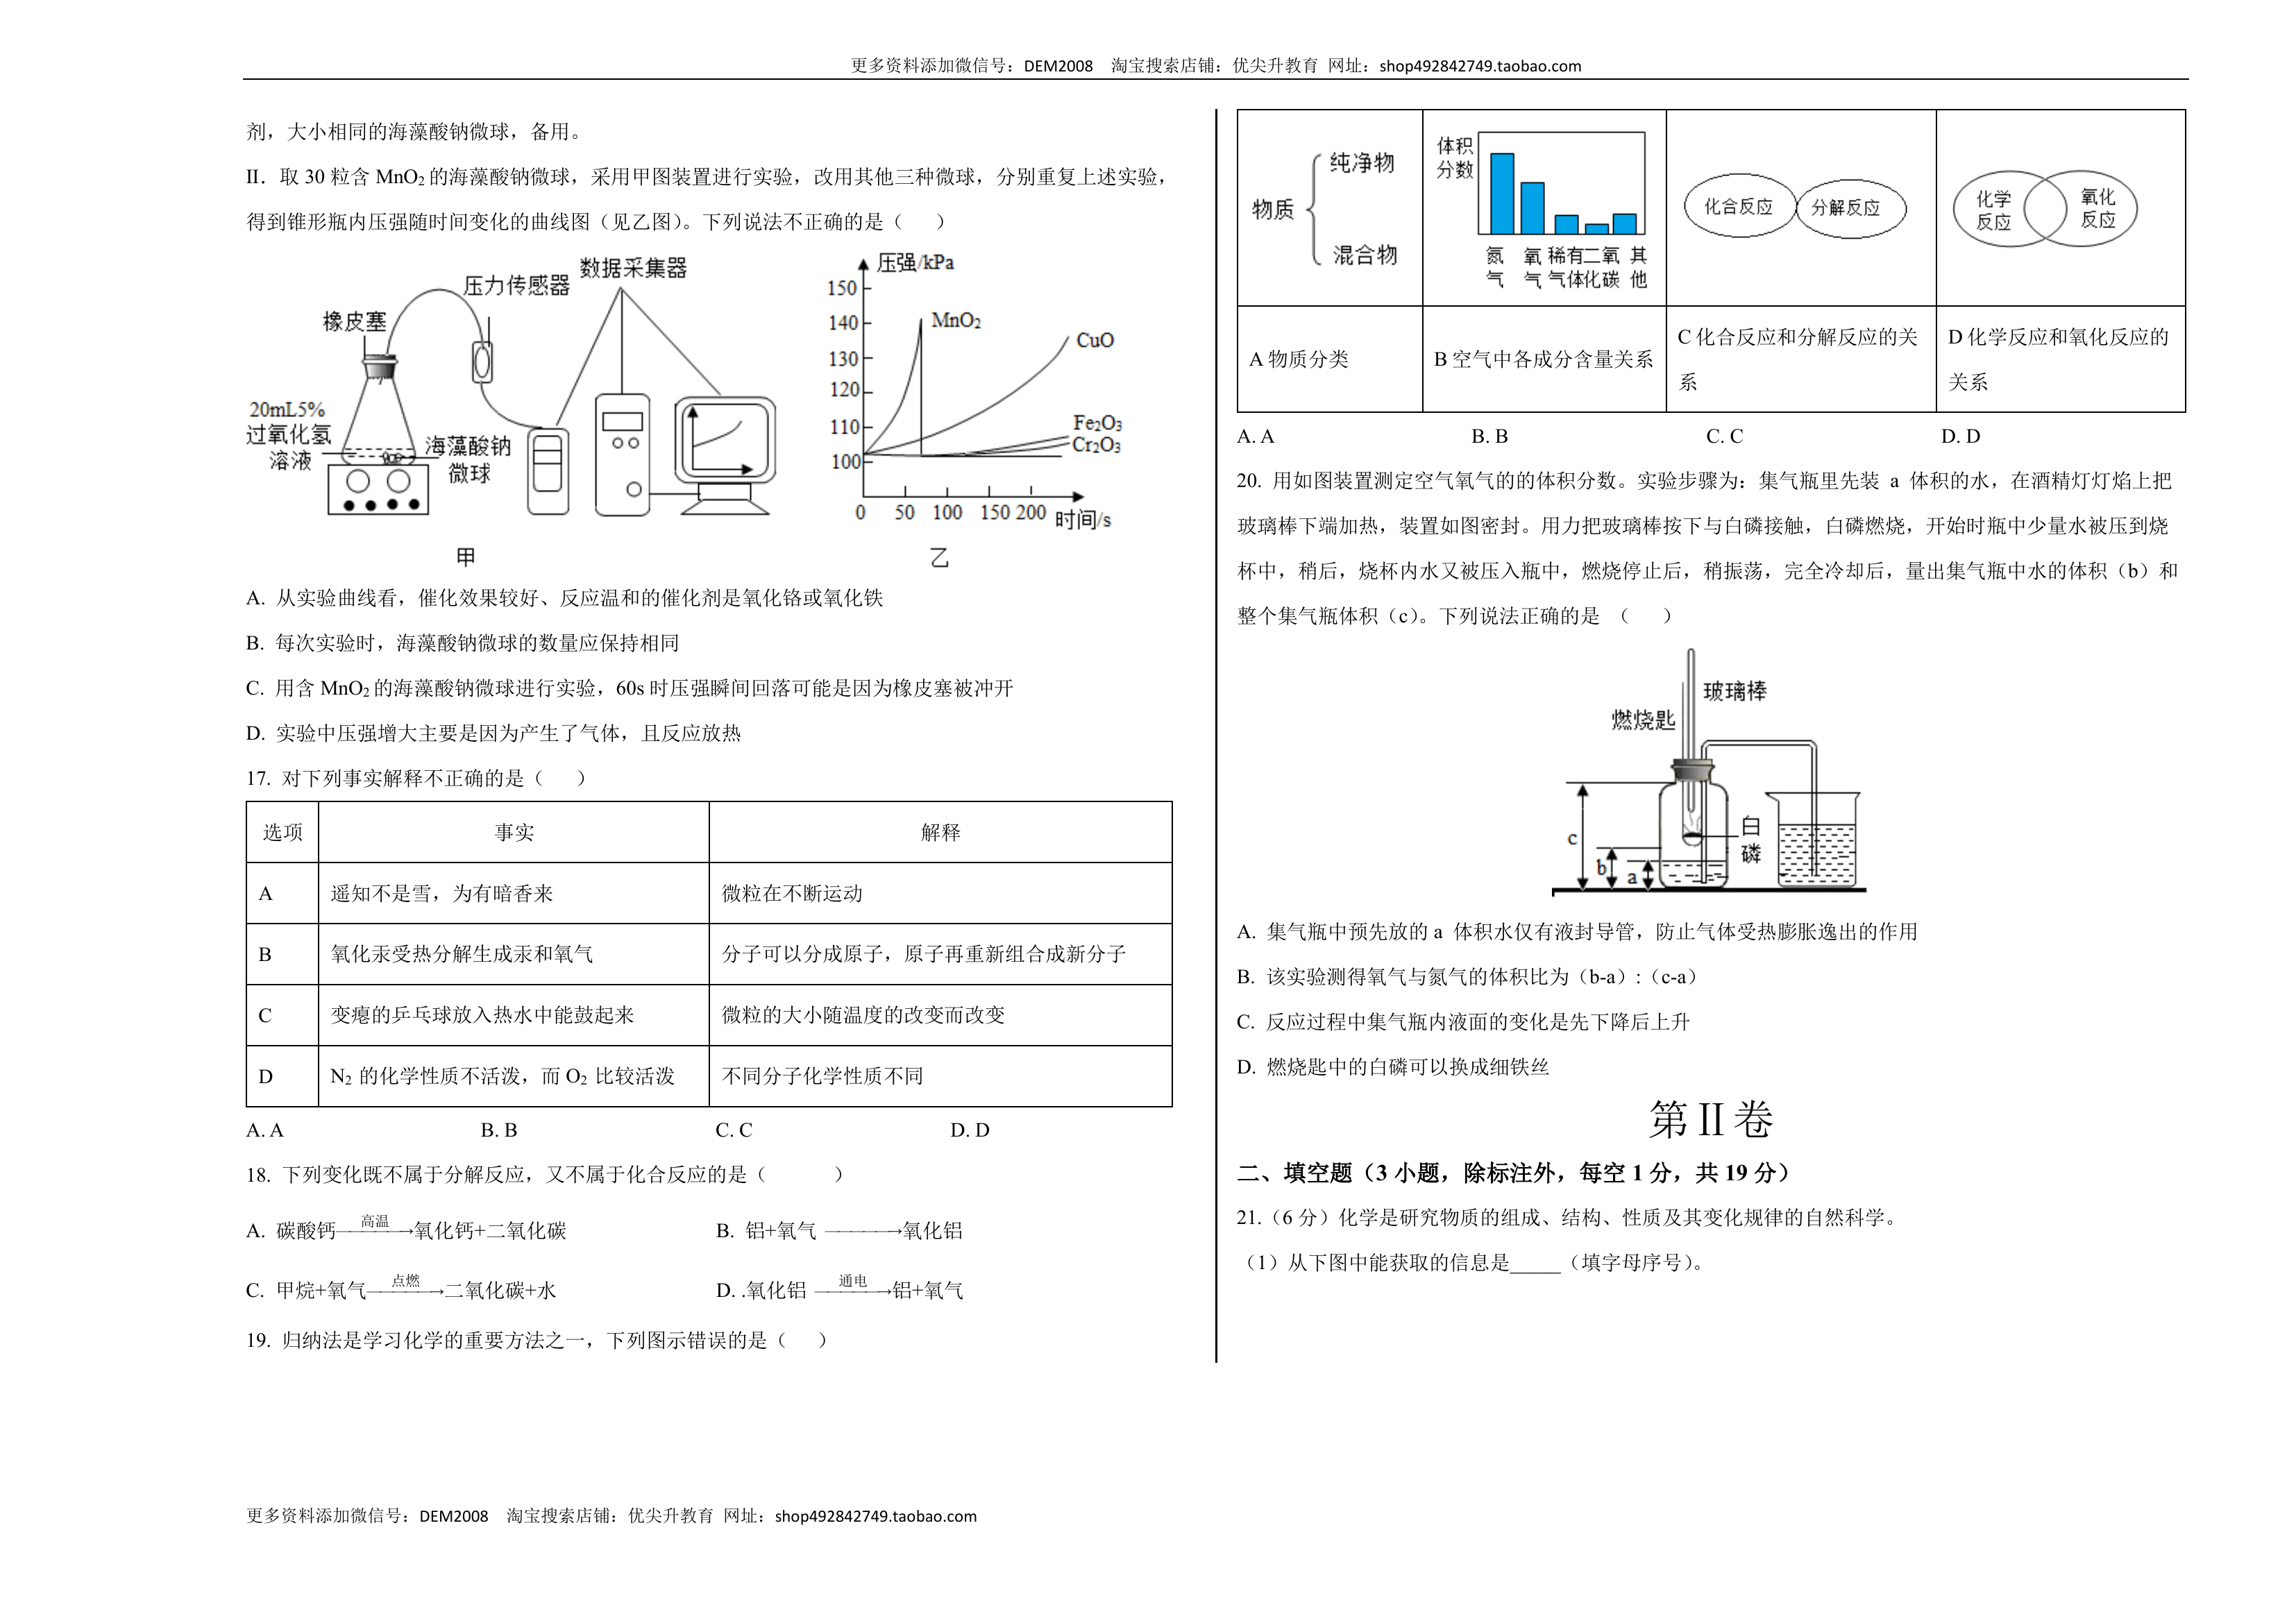 更多资料添加微信号：DEM2008 淘宝搜索店铺：优尖升教育 网址：shop492842749.taobao.com
剂，大小相同的海藻酸钠微球，备用。
II．取 30 粒含 MnO₂ 的海藻酸钠微球，采用甲图装置进行实验，改用其他三种微球，分别重复上述实验，
得到锥形瓶内压强随时间变化的曲线图（见乙图）。下列说法不正确的是（ ）
橡皮塞
压力传感器
数据采集器
20mL5%
过氧化氢
溶液
海藻酸钠
微球
甲
压强/kPa
150
140
130
120
110
100
MnO₂
CuO
Fe₂O₃
Cr₂O₃
0 50 100 150 200 时间/s
乙
A. 从实验曲线看，催化效果较好、反应温和的催化剂是氧化铬或氧化铁
B. 每次实验时，海藻酸钠微球的数量应保持相同
C. 用含 MnO₂ 的海藻酸钠微球进行实验，60s 时压强瞬间回落可能是因为橡皮塞被冲开
D. 实验中压强增大主要是因为产生了气体，且反应放热
17. 对下列事实解释不正确的是（ ）
选项 事实 解释
A 遥知不是雪，为有暗香来 微粒在不断运动
B 氧化汞受热分解生成汞和氧气 分子可以分成原子，原子再重新组合成新分子
C 变瘪的乒乓球放入热水中能鼓起来 微粒的大小随温度的改变而改变
D N₂ 的化学性质不活泼，而 O₂ 比较活泼 不同分子化学性质不同
A. A B. B C. C D. D
18. 下列变化既不属于分解反应，又不属于化合反应的是（ ）
A. 碳酸钙 高温→ 氧化钙+二氧化碳 B. 铝+氧气 → 氧化铝
C. 甲烷+氧气 点燃→ 二氧化碳+水 D. .氧化铝 通电→ 铝+氧气
19. 归纳法是学习化学的重要方法之一，下列图示错误的是（ ）
物质
纯净物
混合物
体积
分数
氮 氧 稀有二氧 其
气 气 气体化碳 他
化合反应 分解反应
化学
反应
氧化
反应
A 物质分类
B 空气中各成分含量关系
C 化合反应和分解反应的关
系
D 化学反应和氧化反应的
关系
A. A B. B C. C D. D
20. 用如图装置测定空气氧气的的体积分数。实验步骤为：集气瓶里先装 a 体积的水，在酒精灯灯焰上把
玻璃棒下端加热，装置如图密封。用力把玻璃棒按下与白磷接触，白磷燃烧，开始时瓶中少量水被压到烧
杯中，稍后，烧杯内水又被压入瓶中，燃烧停止后，稍振荡，完全冷却后，量出集气瓶中水的体积（b）和
整个集气瓶体积（c）。下列说法正确的是 （ ）
玻璃棒
燃烧匙
白
磷
c
b
a
A. 集气瓶中预先放的 a 体积水仅有液封导管，防止气体受热膨胀逸出的作用
B. 该实验测得氧气与氮气的体积比为（b-a）:（c-a）
C. 反应过程中集气瓶内液面的变化是先下降后上升
D. 燃烧匙中的白磷可以换成细铁丝
第 II 卷
二、填空题（3 小题，除标注外，每空 1 分，共 19 分）
21.（6 分）化学是研究物质的组成、结构、性质及其变化规律的自然科学。
（1）从下图中能获取的信息是_____（填字母序号）。
更多资料添加微信号：DEM2008 淘宝搜索店铺：优尖升教育 网址：shop492842749.taobao.com